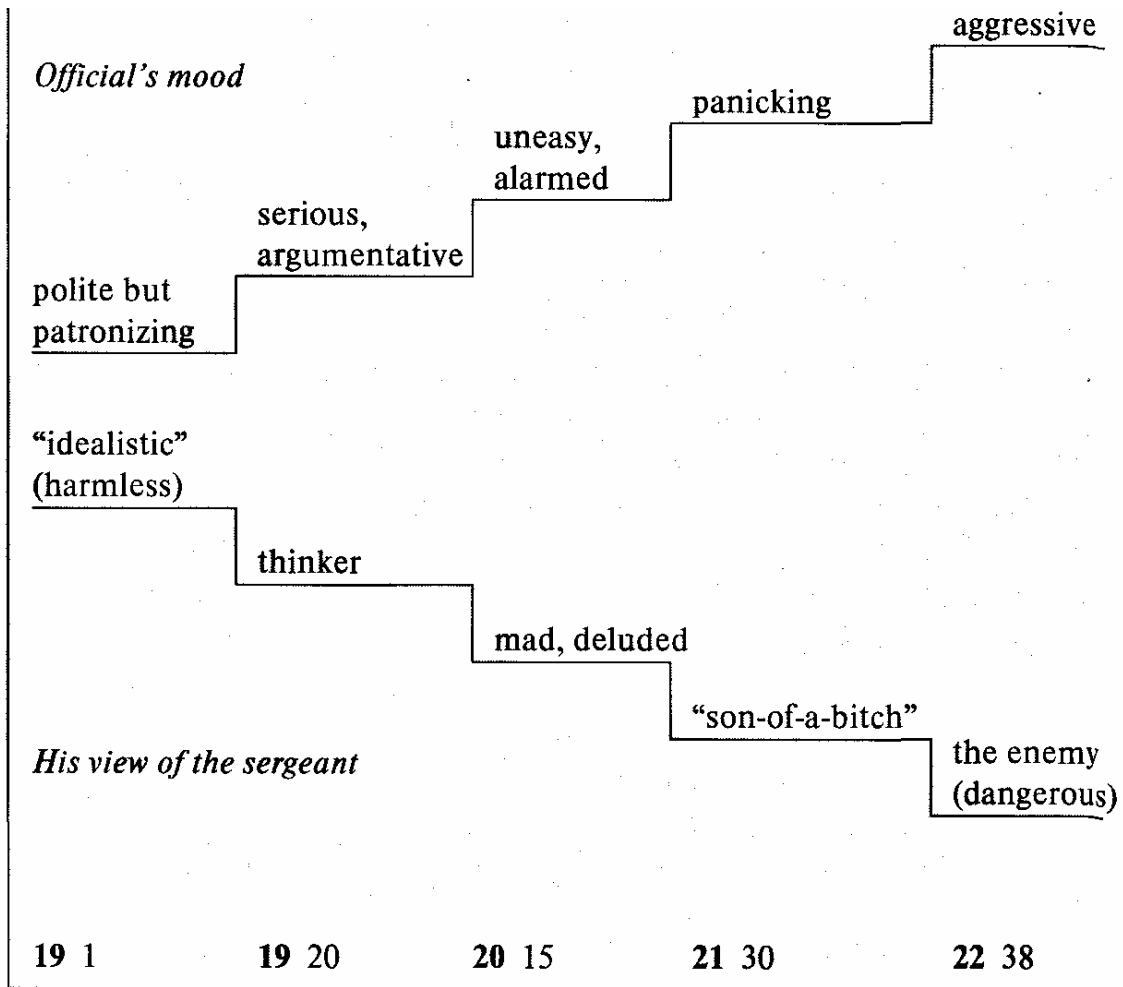 aggressive
Official's mood
panicking
uneasy,
alarmed
serious,
argumentative
polite but
patronizing
“idealistic”
(harmless)
thinker
mad, deluded
“son-of-a-bitch”
His view of the sergeant
the enemy
(dangerous)
19 1 19 20 20 15 21 30 22 38